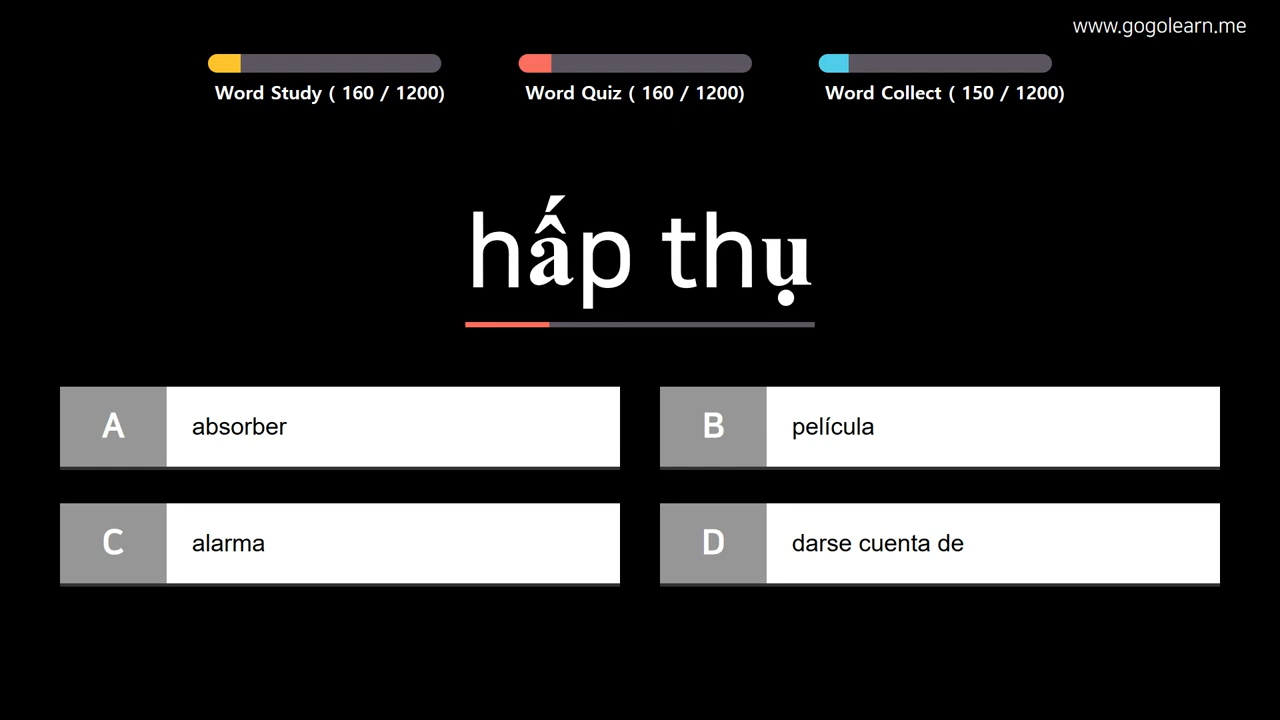 www.gogolearn.me
Word Study ( 160 / 1200)
Word Quiz ( 160 / 1200)
Word Collect ( 150 / 1200)
hấp thụ
A absorber
B película
C alarma
D darse cuenta de